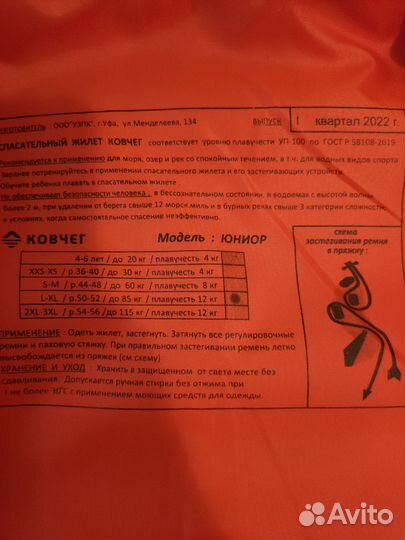 ИЗГОТОВИТЕЛЬ ООО"УЗПК", г.Уфа, ул.Менделеева, 134 ВЫПУСК I квартал 2022 г.
СПАСАТЕЛЬНЫЙ ЖИЛЕТ КОВЧЕГ соответствует уровню плавучести УП-100 по ГОСТ Р 58108-2019
Рекомендуется к применению для моря, озер и рек со спокойным течением, а т.ч. для водных видов спорта
Заранее потренируйтесь в применении спасательного жилета и его застегивающих устройств
Обучите ребенка плавать в спасательном жилете
Не обеспечивает безопасности человека: в бессознательном состоянии, в водоемах с высотой волны
более 2 м, при удалении от берега свыше 12 морск.миль и в бурных реках свыше 3 категории сложности,
в условиях, когда самостоятельное спасение неэффективно.
КОВЧЕГ Модель: ЮНИОР
4-6 лет / до 20 кг / плавучесть 4 кг
XXS-XS / р.36-40 / до 30 кг / плавучесть 4 кг
S-M / р.44-48 / до 60 кг / плавучесть 8 кг
L-XL / р.50-52 / до 85 кг / плавучесть 12 кг
2XL-3XL / р.54-56 / до 115 кг / плавучесть 12 кг
схема
застегивания ремня
в пряжку:
ПРИМЕНЕНИЕ: Одеть жилет, застегнуть. Затянуть все регулировочные
ремни и паховую стяжку. При правильном застегивании ремень легко
высвобождается из пряжек (см.схему)
ХРАНЕНИЕ И УХОД: Хранить в защищенном от света месте без
сдавливания. Допускается ручная стирка без отжима при
t не более 30°С с применением моющих средств для одежды.
Avito